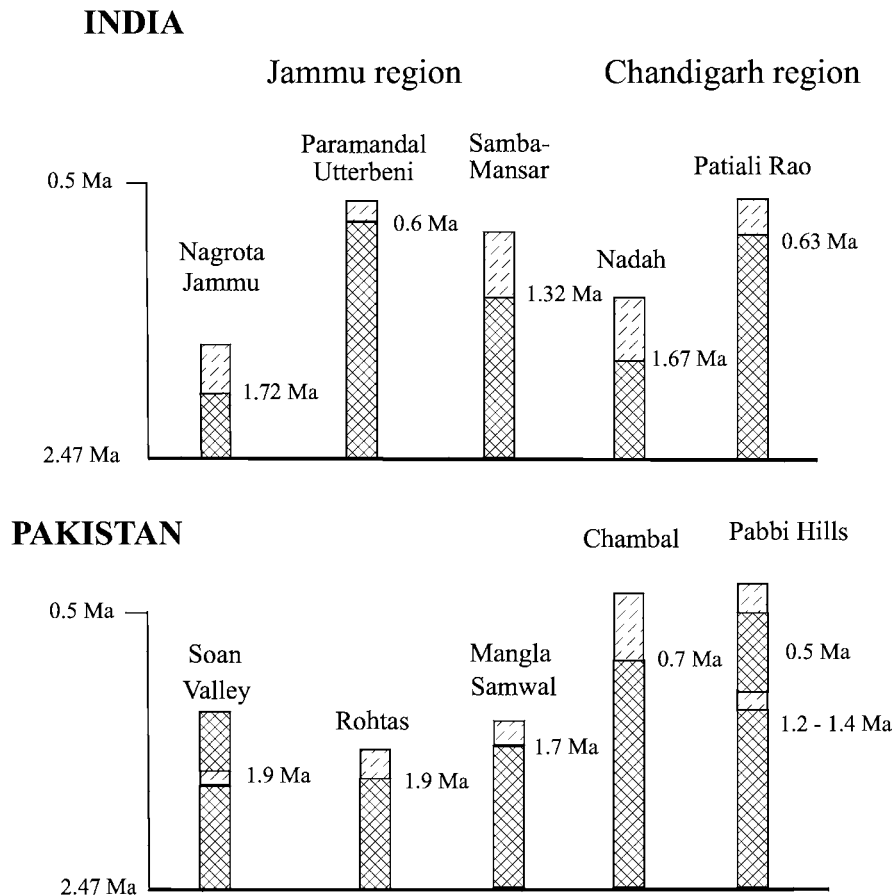 INDIA
Jammu region
Chandigarh region
Paramandal
Utterbeni
Samba-
Mansar
Patiali Rao
0.5 Ma
0.6 Ma
0.63 Ma
Nagrota
Jammu
Nadah
1.32 Ma
1.67 Ma
1.72 Ma
2.47 Ma
PAKISTAN
Chambal
Pabbi Hills
0.5 Ma
Soan
Valley
Mangla
Samwal
0.7 Ma
0.5 Ma
Rohtas
1.2 - 1.4 Ma
1.7 Ma
1.9 Ma
1.9 Ma
2.47 Ma